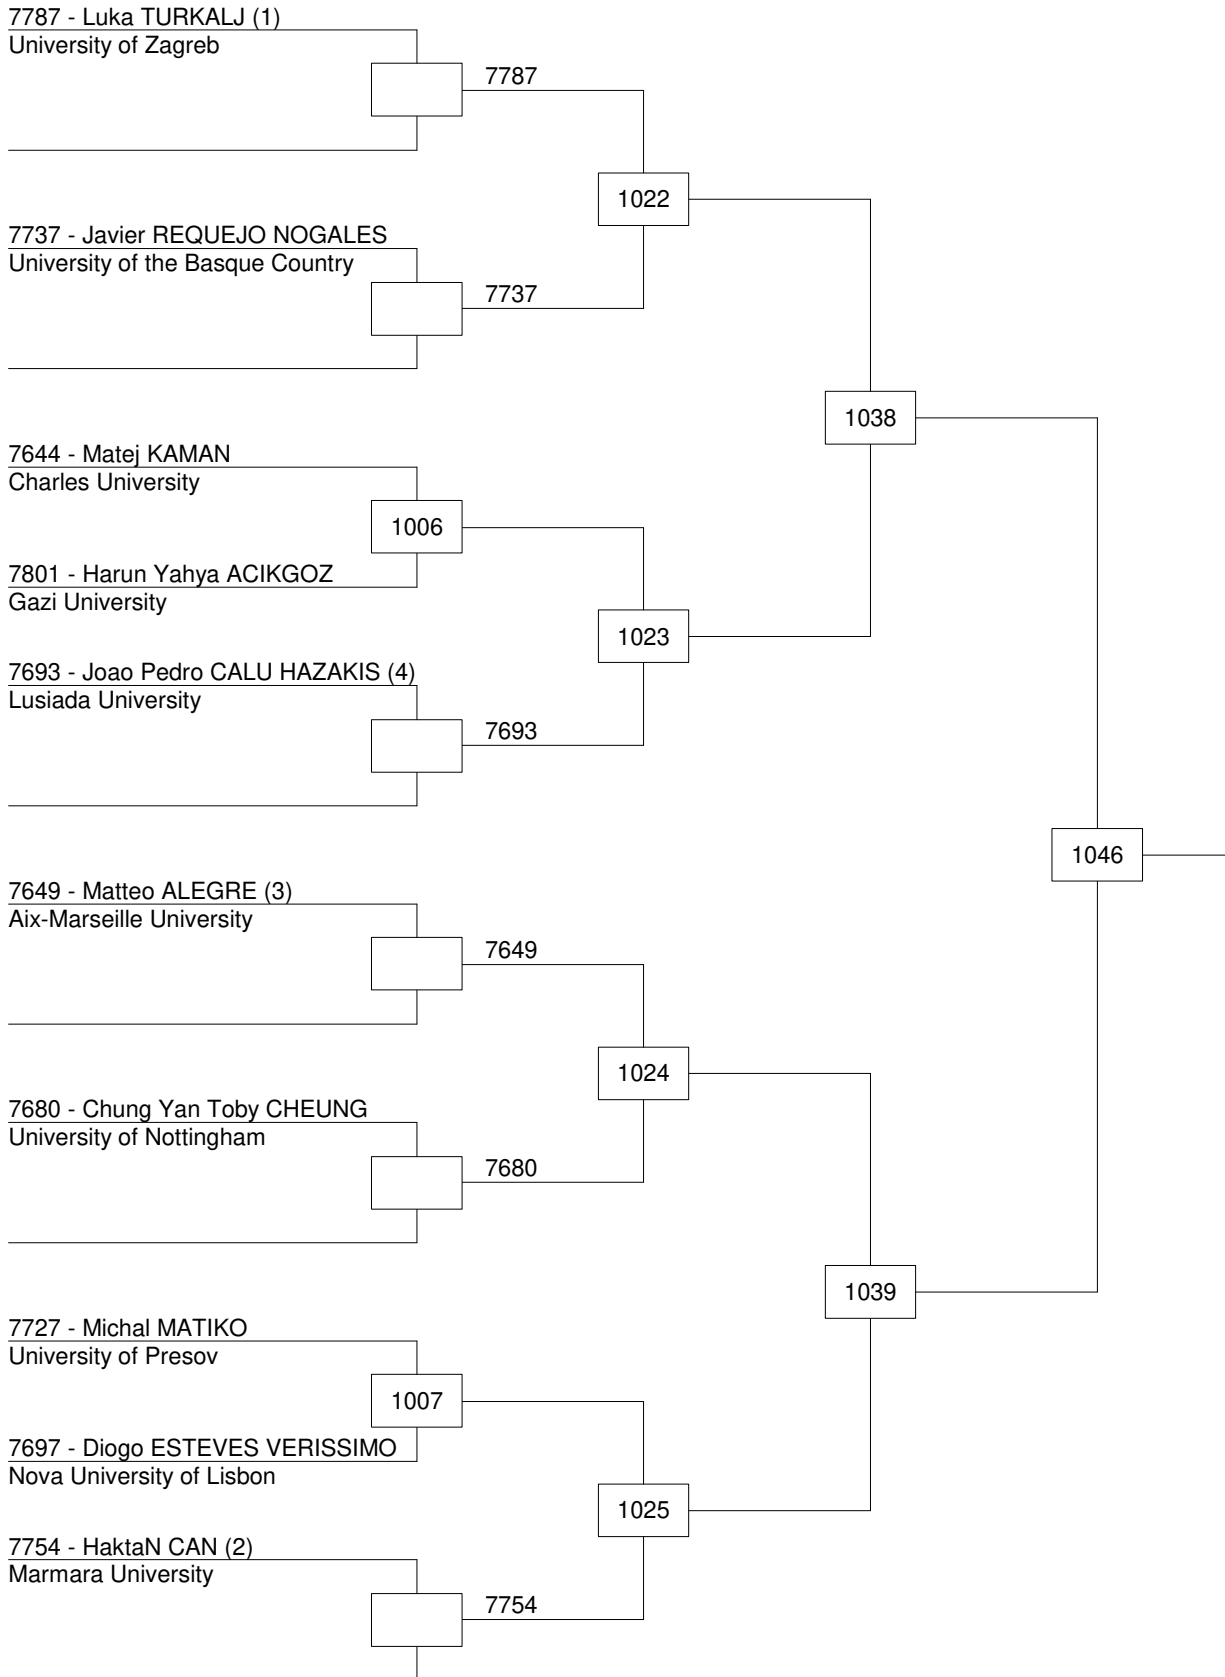 7787 - Luka TURKALJ (1)
University of Zagreb
7787
1022
7737 - Javier REQUEJO NOGALES
University of the Basque Country
7737
1038
7644 - Matej KAMAN
Charles University
1006
7801 - Harun Yahya ACIKGOZ
Gazi University
1023
7693 - Joao Pedro CALU HAZAKIS (4)
Lusiada University
7693
1046
7649 - Matteo ALEGRE (3)
Aix-Marseille University
7649
1024
7680 - Chung Yan Toby CHEUNG
University of Nottingham
7680
1039
7727 - Michal MATIKO
University of Presov
1007
7697 - Diogo ESTEVES VERISSIMO
Nova University of Lisbon
1025
7754 - HaktaN CAN (2)
Marmara University
7754